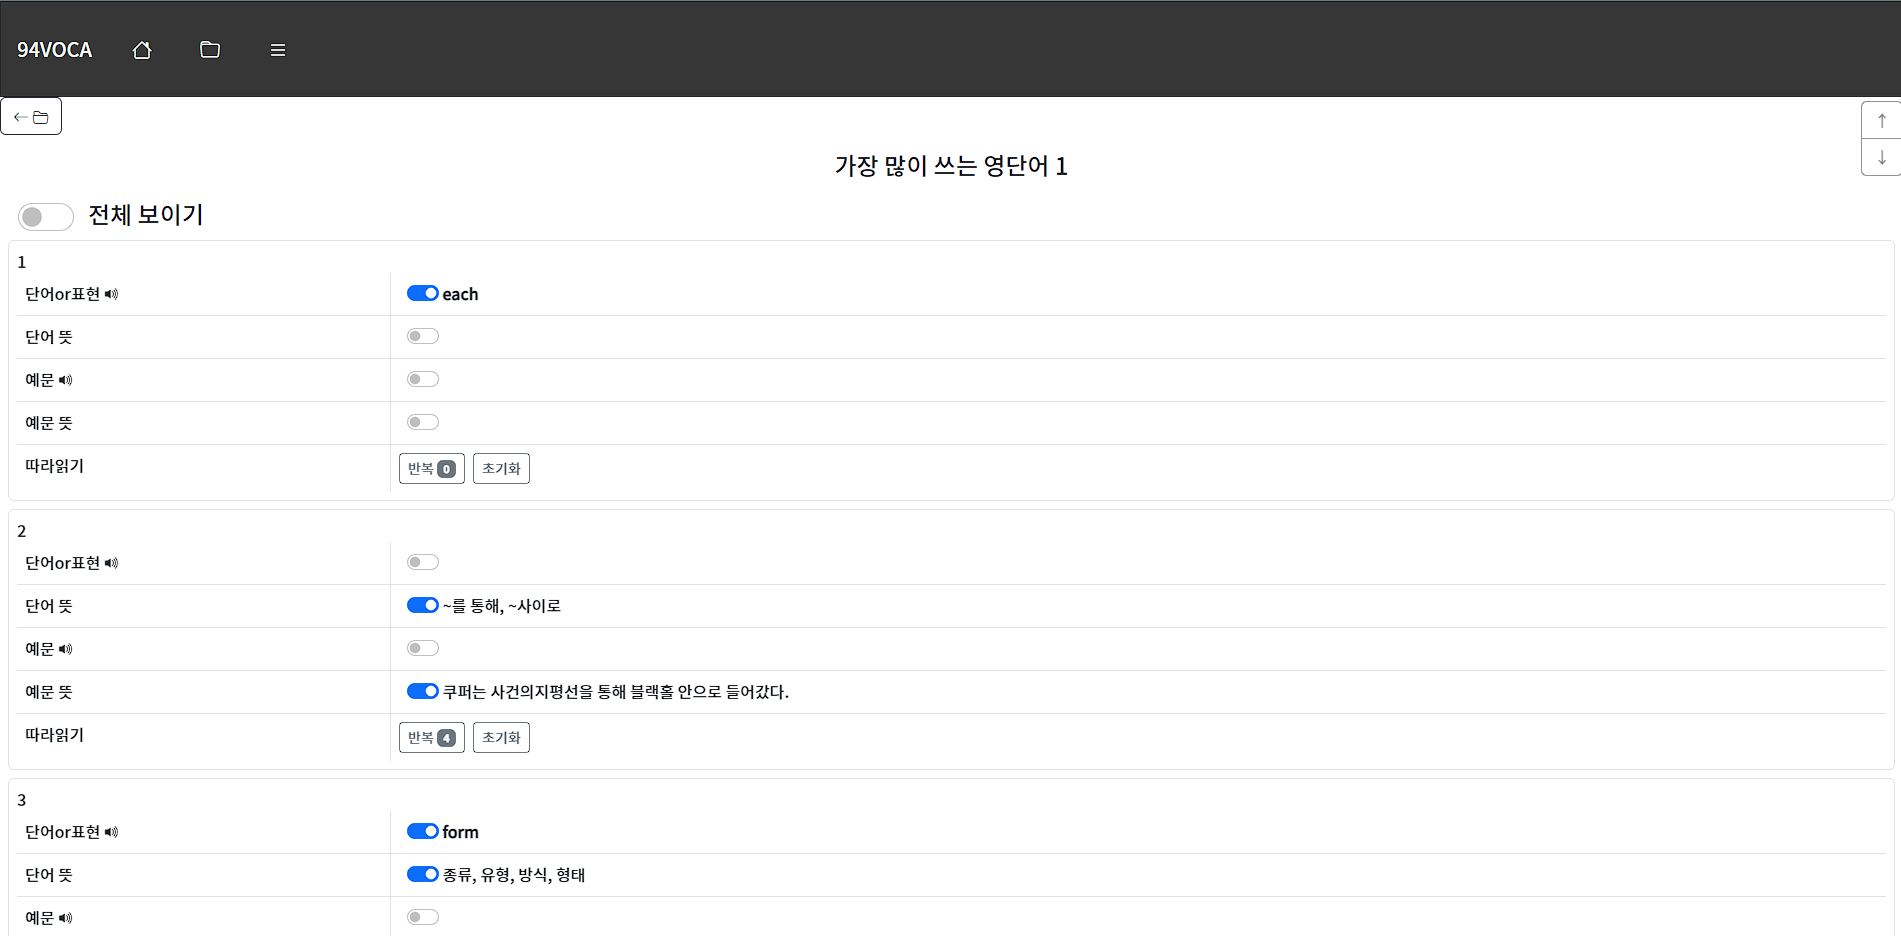 94VOCA
가장 많이 쓰는 영단어 1
전체 보이기
1
단어or표현 each
단어 뜻
예문
예문 뜻
따라읽기 반복 0 초기화
2
단어or표현
단어 뜻 ~를 통해, ~사이로
예문
예문 뜻 쿠퍼는 사건의지평선을 통해 블랙홀 안으로 들어갔다.
따라읽기 반복 4 초기화
3
단어or표현 form
단어 뜻 종류, 유형, 방식, 형태
예문